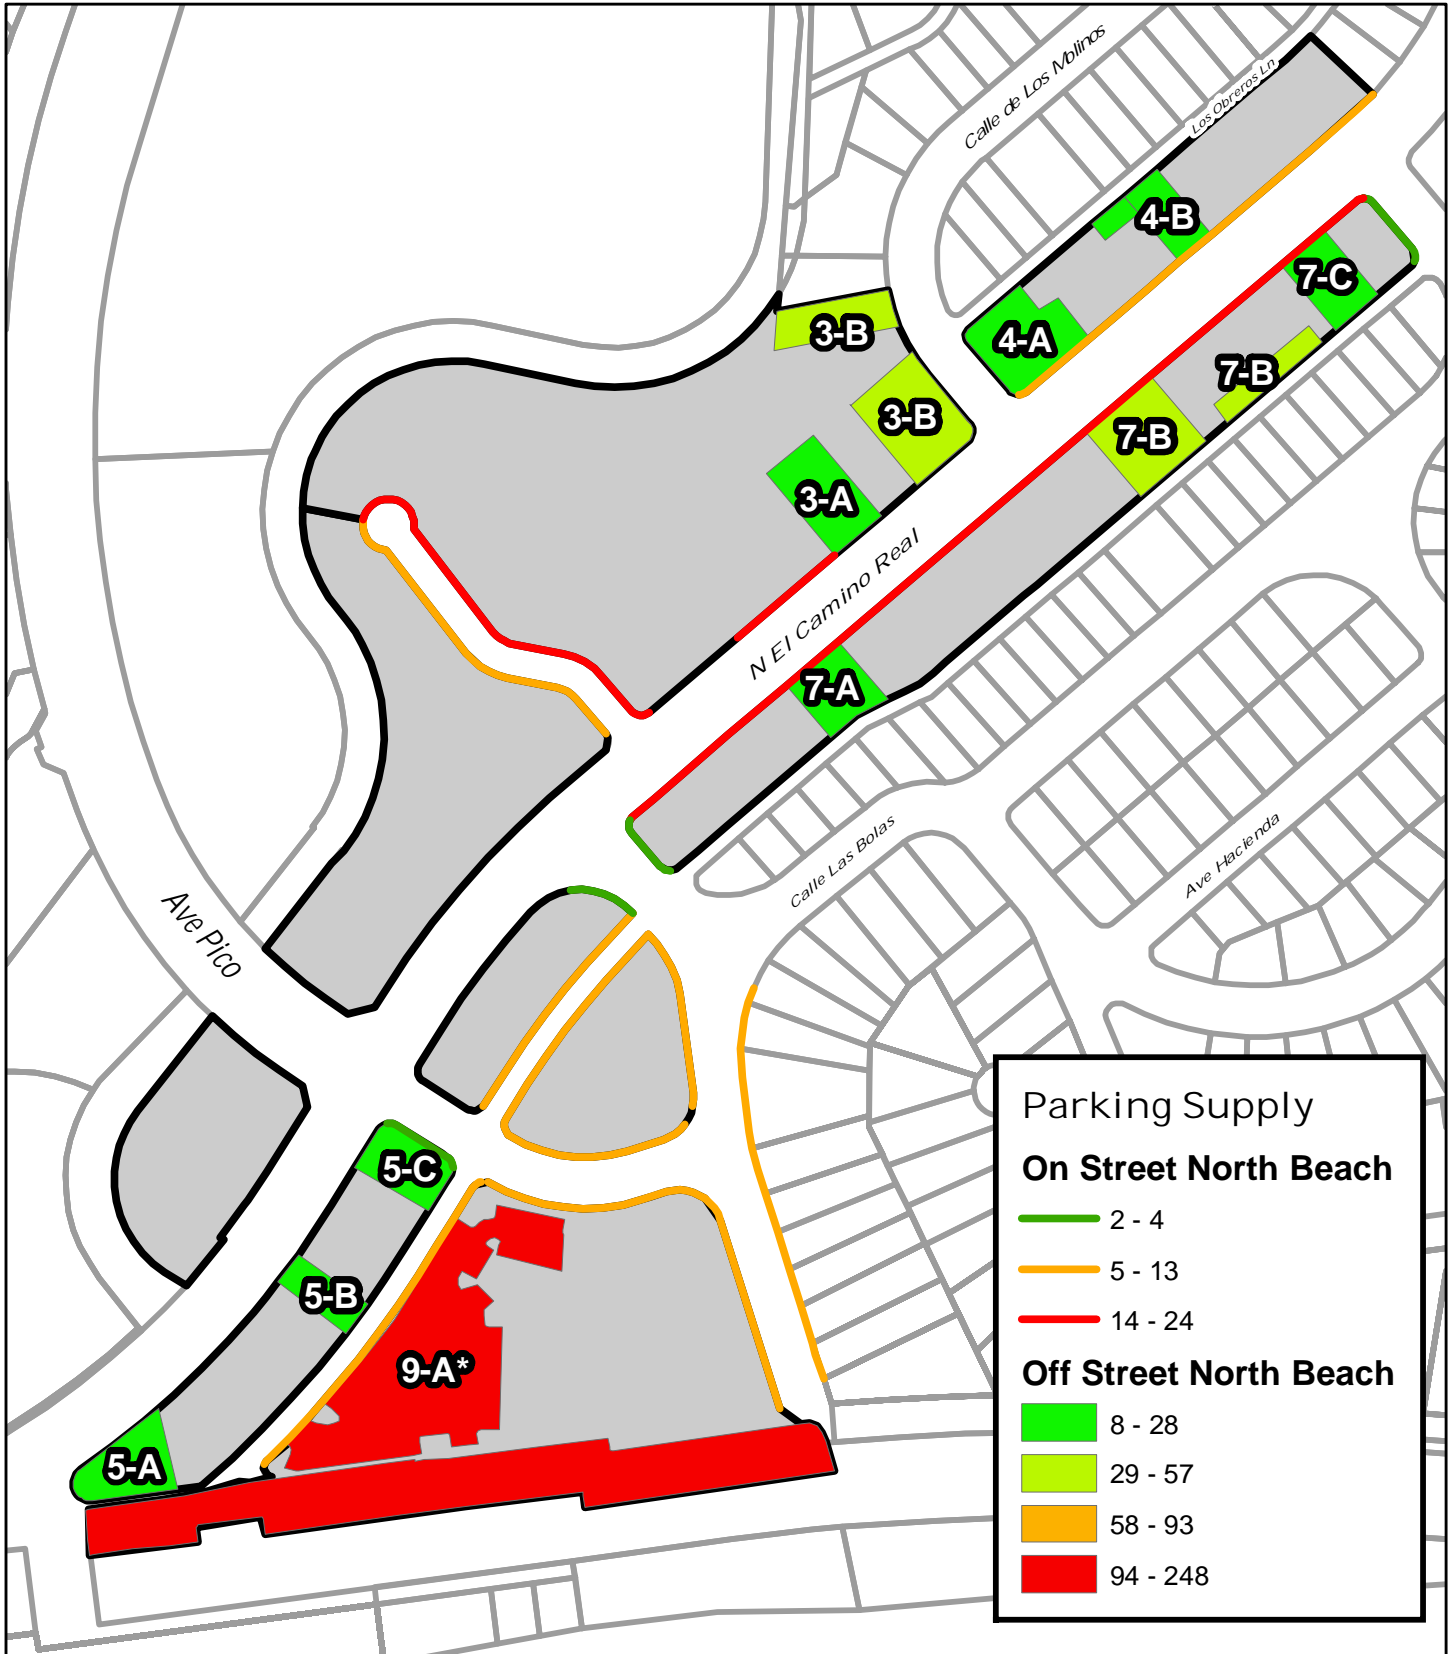 Calle de Los Molinos
Los Obreros Ln
4-B
7-C
3-B
4-A
7-B
3-B
7-B
3-A
N El Camino Real
7-A
Calle Las Bolas
Ave Hacienda
Ave Pico
5-C
5-B
9-A*
5-A
Parking Supply
On Street North Beach
2 - 4
5 - 13
14 - 24
Off Street North Beach
8 - 28
29 - 57
58 - 93
94 - 248